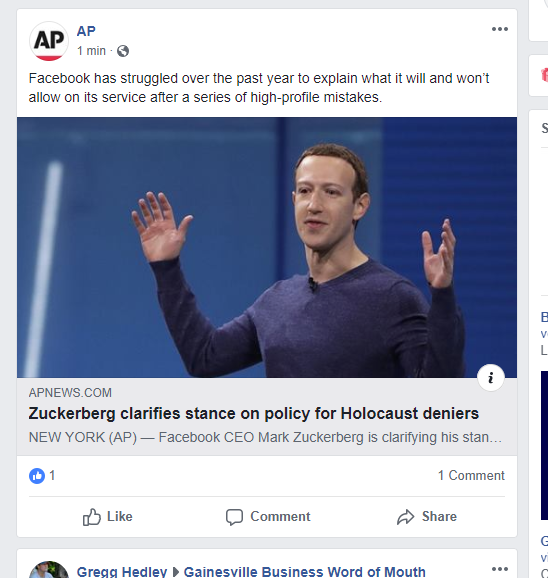 AP
AP
1 min ·
Facebook has struggled over the past year to explain what it will and won't
allow on its service after a series of high-profile mistakes.
i
APNEWS.COM
Zuckerberg clarifies stance on policy for Holocaust deniers
NEW YORK (AP) — Facebook CEO Mark Zuckerberg is clarifying his stan...
1
1 Comment
Like
Comment
Share
Gregg Hedley
Gainesville Business Word of Mouth
S
B
v
L
G
v